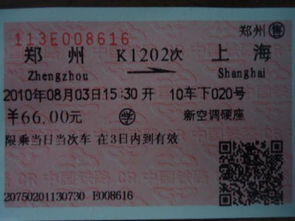 郑州 售
113E008616
郑州 K1202次 上海
Zhengzhou Shanghai
2010年08月03日15:30开 10车下020号
￥66.00元 学 新空调硬座
限乘当日当次车 在3日内到有效
20750201130730 E008616